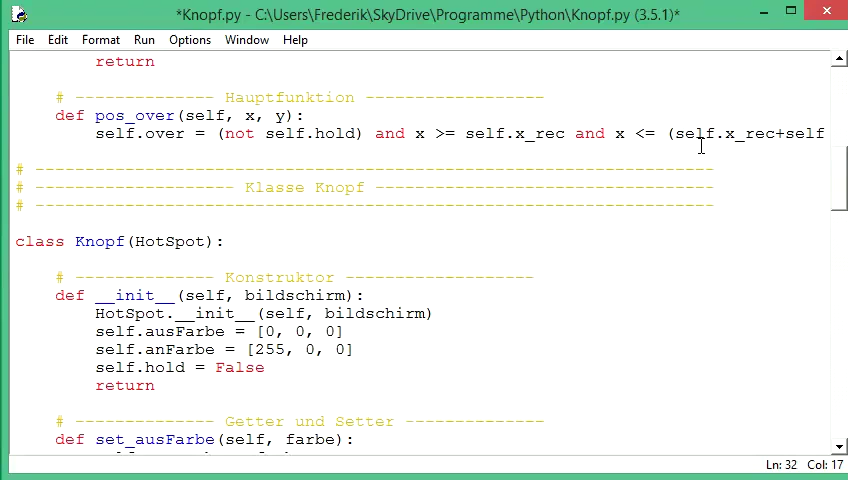 *Knopf.py - C:\Users\Frederik\SkyDrive\Programme\Python\Knopf.py (3.5.1)*
File Edit Format Run Options Window Help
return
# -------------- Hauptfunktion ------------------
def pos_over(self, x, y):
self.over = (not self.hold) and x >= self.x_rec and x <= (self.x_rec+self
# --------------------------------------------------------------------
# -------------------- Klasse Knopf ----------------------------------
# --------------------------------------------------------------------
class Knopf(HotSpot):
# -------------- Konstruktor -------------------
def __init__(self, bildschirm):
HotSpot.__init__(self, bildschirm)
self.ausFarbe = [0, 0, 0]
self.anFarbe = [255, 0, 0]
self.hold = False
return
# -------------- Getter und Setter --------------
def set_ausFarbe(self, farbe):
Ln: 32 Col: 17